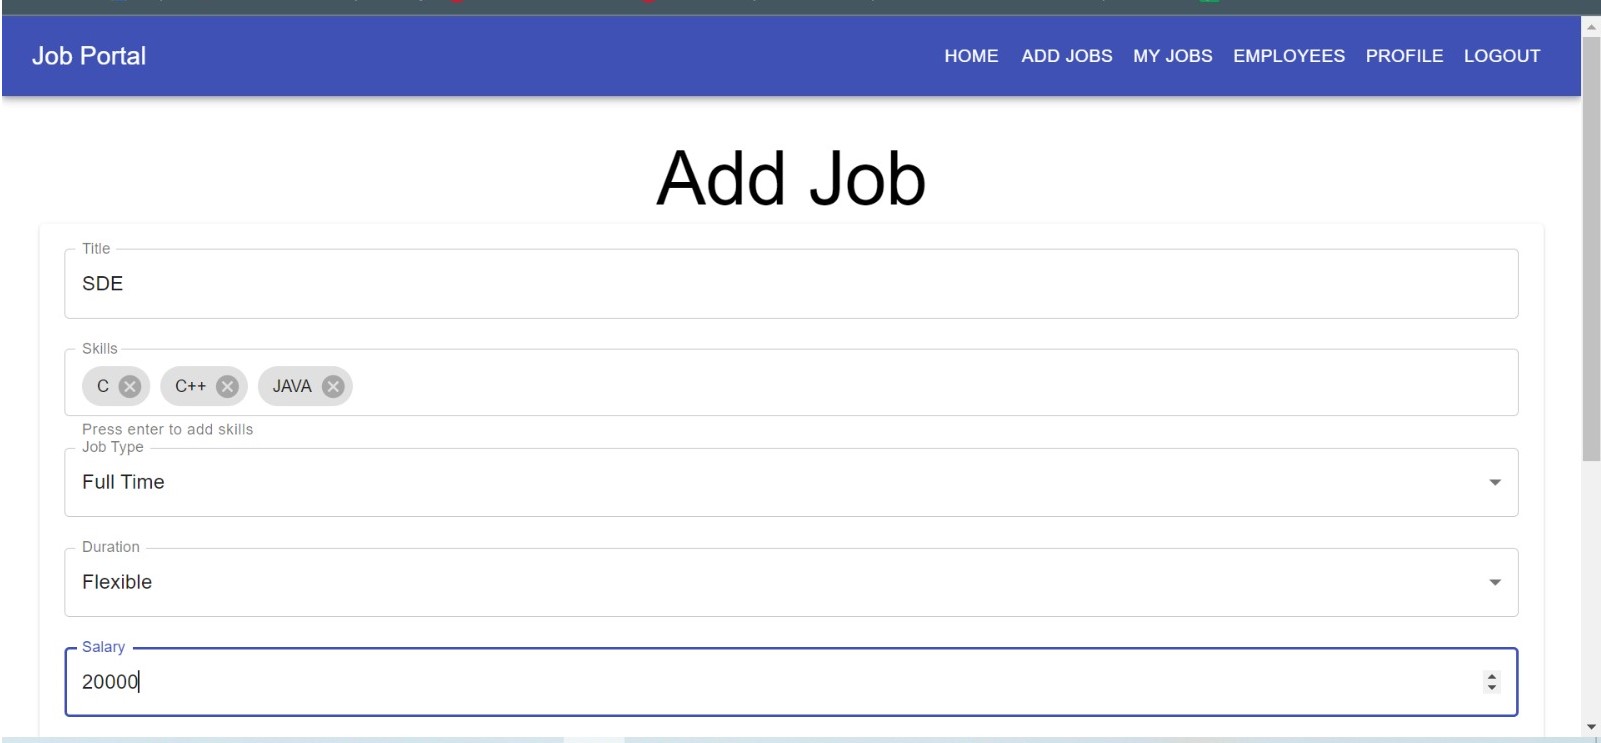 Job Portal
HOME ADD JOBS MY JOBS EMPLOYEES PROFILE LOGOUT
Add Job
Title
SDE
Skills
C C++ JAVA
Press enter to add skills
Job Type
Full Time
Duration
Flexible
Salary
20000